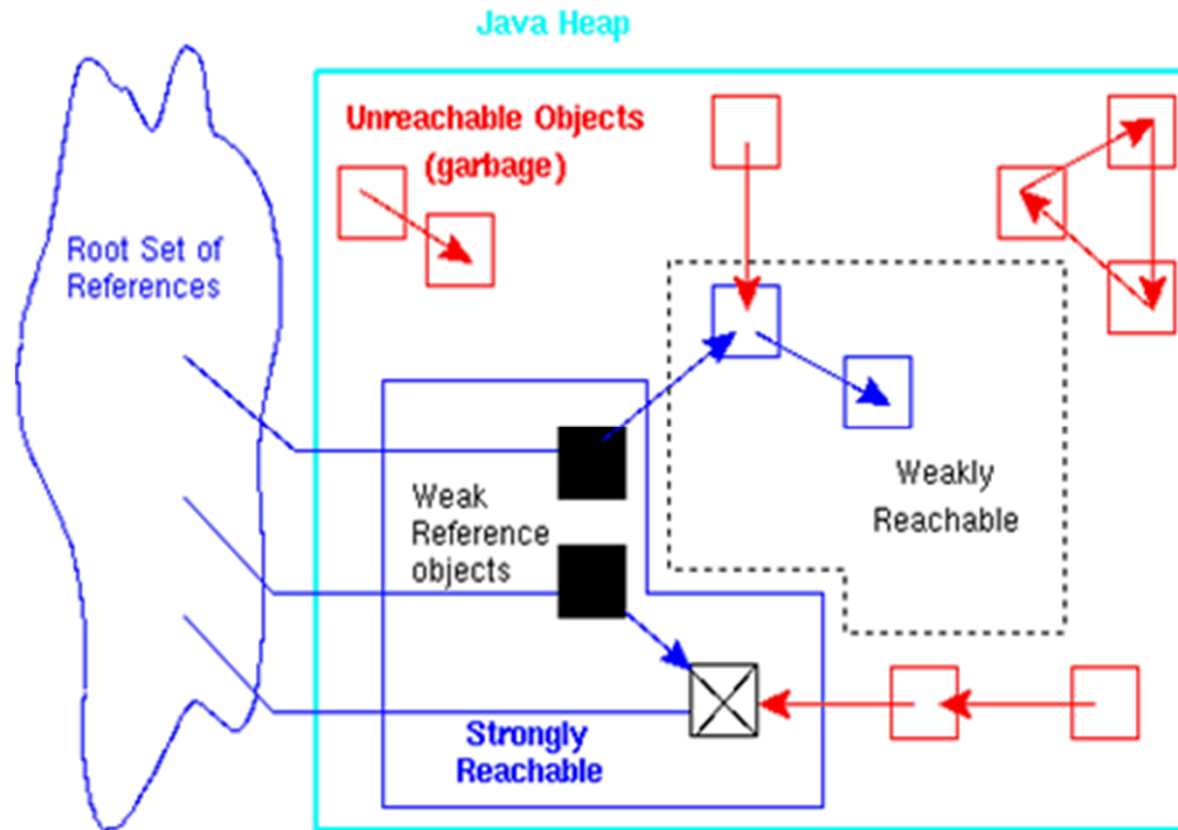 Java Heap
Unreachable Objects
(garbage)
Root Set of
References
Weak
Reference
objects
Weakly
Reachable
Strongly
Reachable